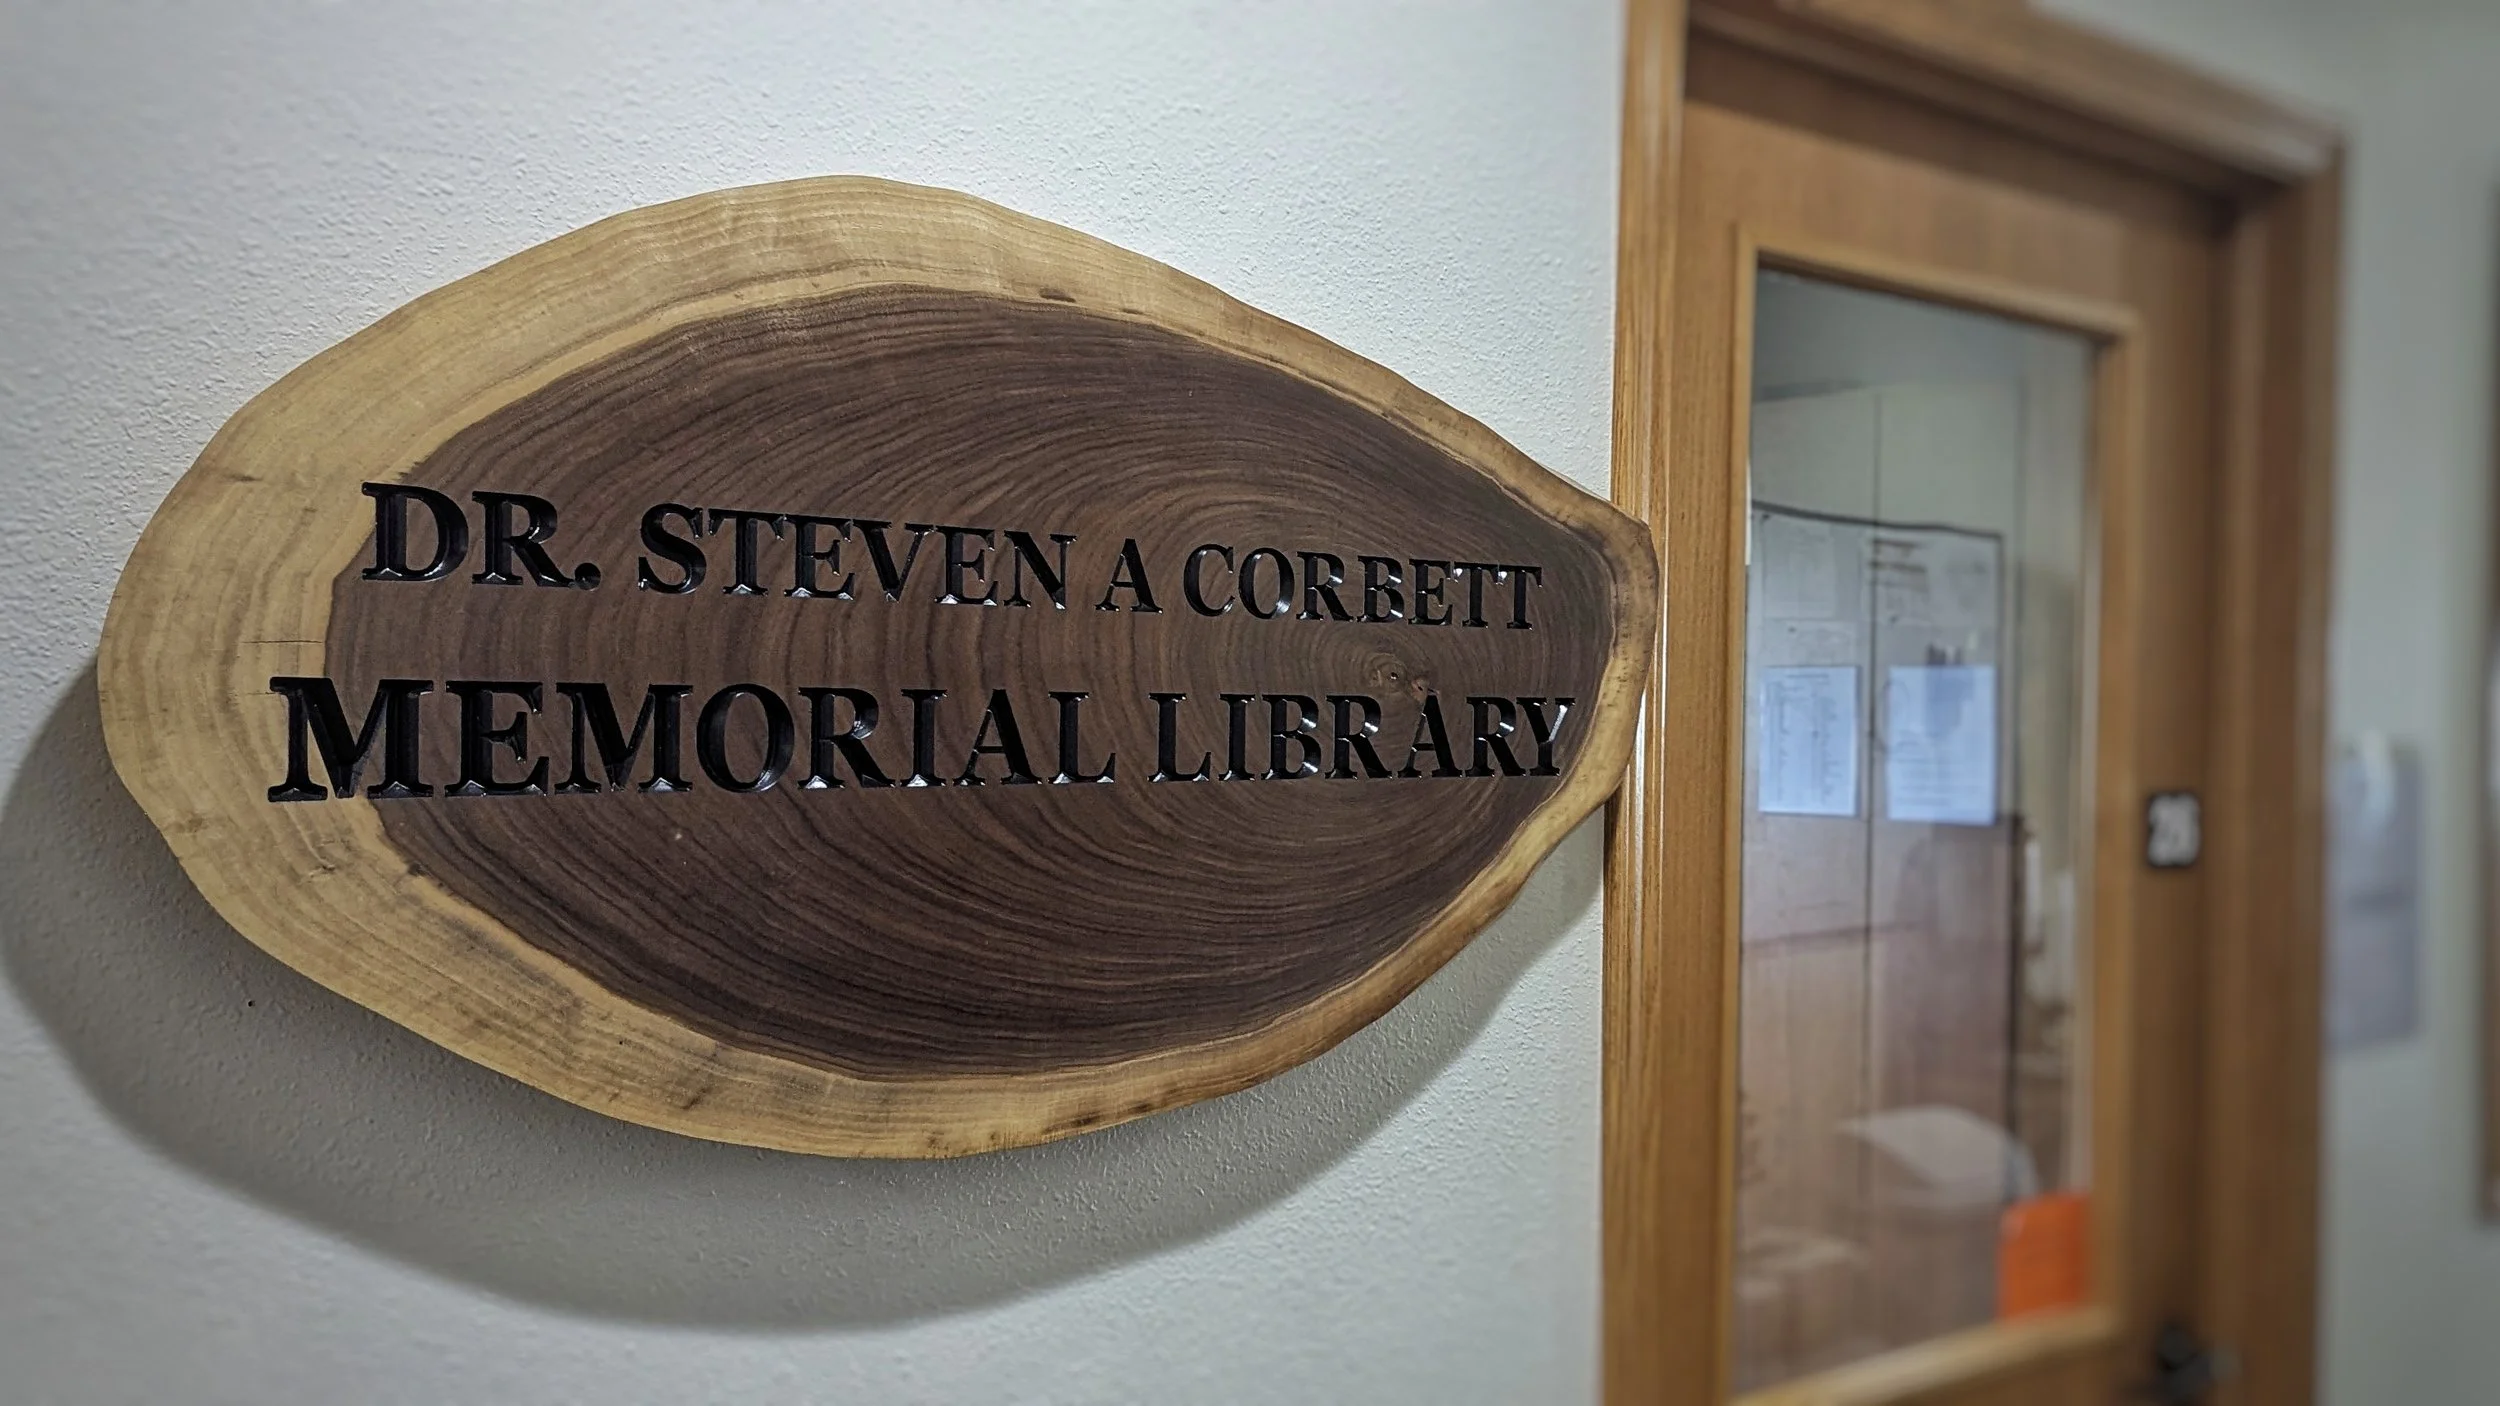 DR. STEVEN A CORBETT
MEMORIAL LIBRARY